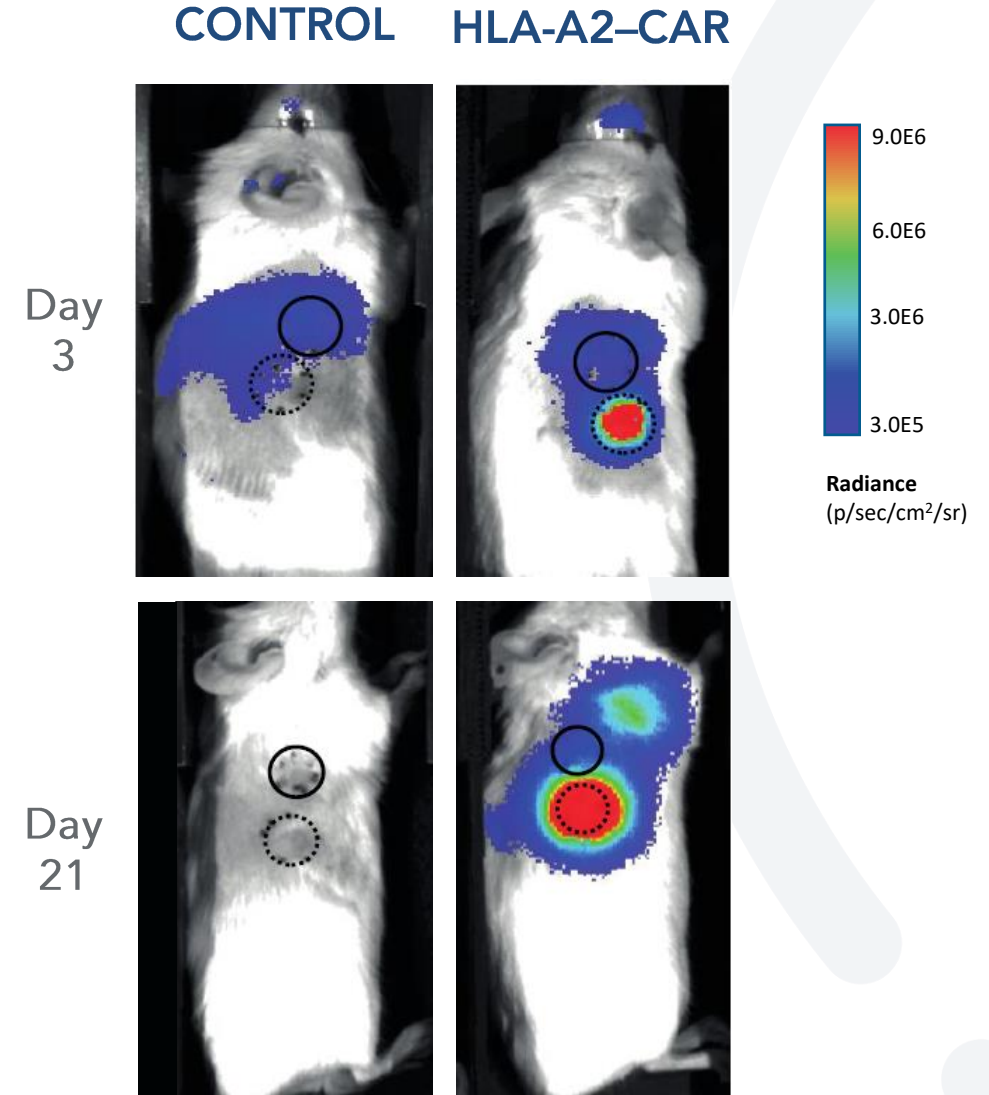 CONTROL
HLA-A2–CAR
Day
3
9.0E6
6.0E6
3.0E6
3.0E5
Radiance
(p/sec/cm²/sr)
Day
21